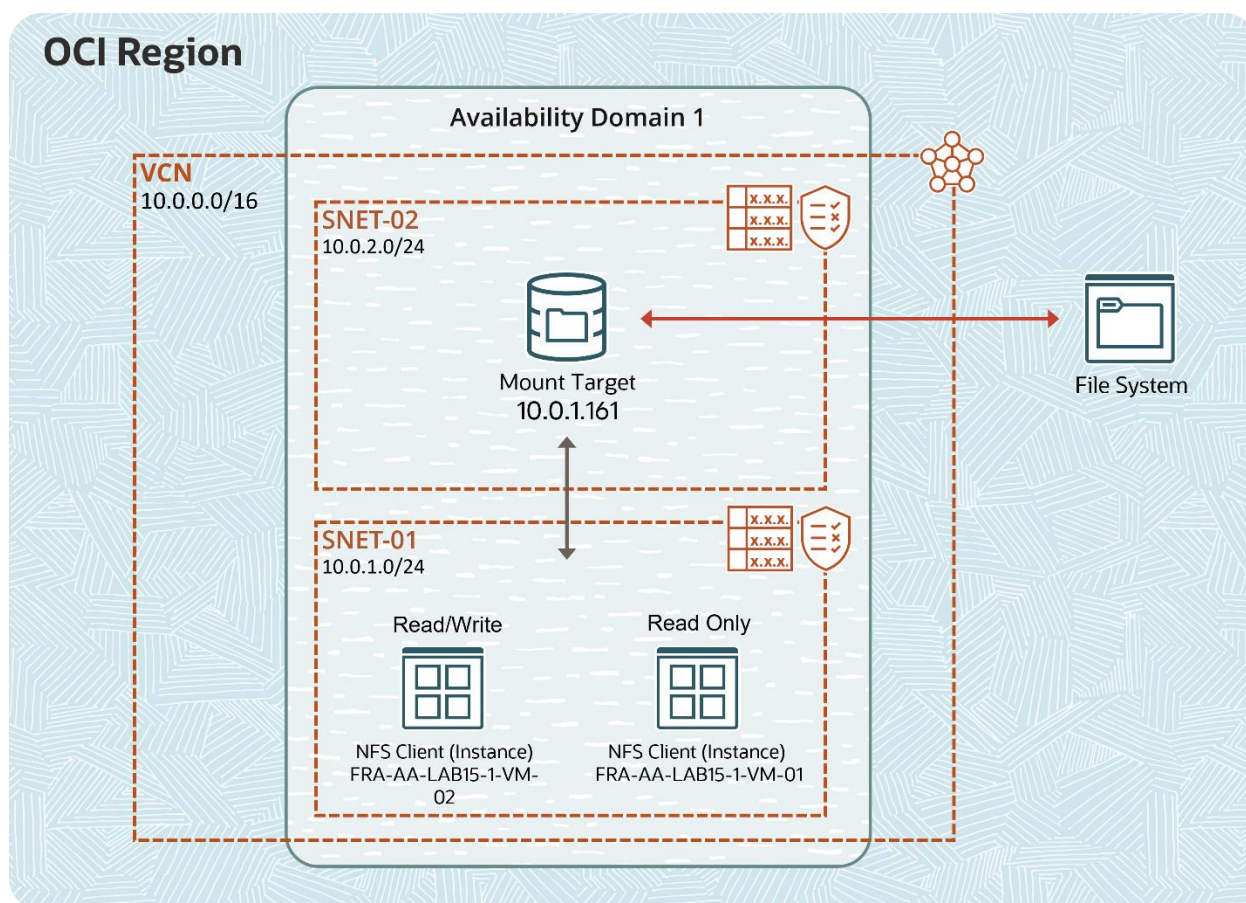 OCI Region
Availability Domain 1
VCN
10.0.0.0/16
SNET-02
10.0.2.0/24
x.x.x.
x.x.x.
x.x.x.
Mount Target
10.0.1.161
File System
SNET-01
10.0.1.0/24
x.x.x.
x.x.x.
x.x.x.
Read/Write
Read Only
NFS Client (Instance)
FRA-AA-LAB15-1-VM-
02
NFS Client (Instance)
FRA-AA-LAB15-1-VM-01